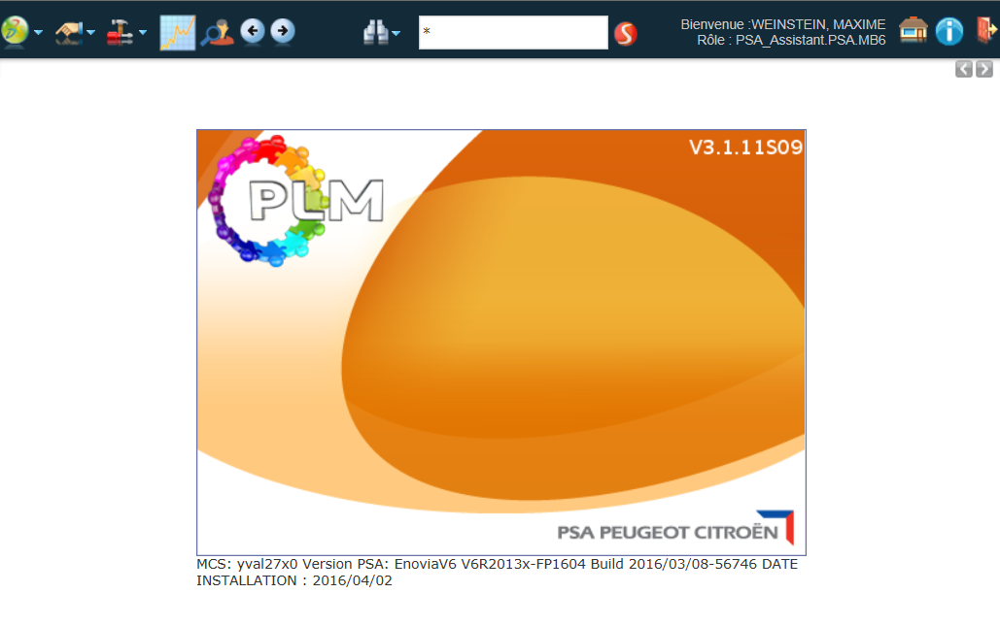 *
Bienvenue :WEINSTEIN, MAXIME
Rôle : PSA_Assistant.PSA.MB6
V3.1.11S09
PLM
PSA PEUGEOT CITROËN
MCS: yval27x0 Version PSA: EnoviaV6 V6R2013x-FP1604 Build 2016/03/08-56746 DATE
INSTALLATION : 2016/04/02